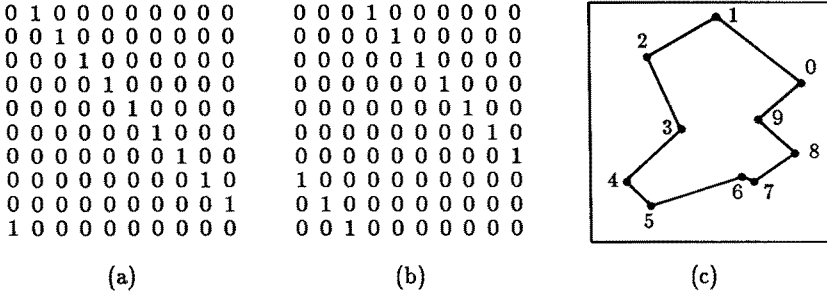 0 1 0 0 0 0 0 0 0 0
0 0 1 0 0 0 0 0 0 0
0 0 0 1 0 0 0 0 0 0
0 0 0 0 1 0 0 0 0 0
0 0 0 0 0 1 0 0 0 0
0 0 0 0 0 0 1 0 0 0
0 0 0 0 0 0 0 1 0 0
0 0 0 0 0 0 0 0 1 0
0 0 0 0 0 0 0 0 0 1
1 0 0 0 0 0 0 0 0 0
(a)
0 0 0 1 0 0 0 0 0 0
0 0 0 0 1 0 0 0 0 0
0 0 0 0 0 1 0 0 0 0
0 0 0 0 0 0 1 0 0 0
0 0 0 0 0 0 0 1 0 0
0 0 0 0 0 0 0 0 1 0
0 0 0 0 0 0 0 0 0 1
1 0 0 0 0 0 0 0 0 0
0 1 0 0 0 0 0 0 0 0
0 0 1 0 0 0 0 0 0 0
(b)
1
2
0
3
9
8
4
6
7
5
(c)